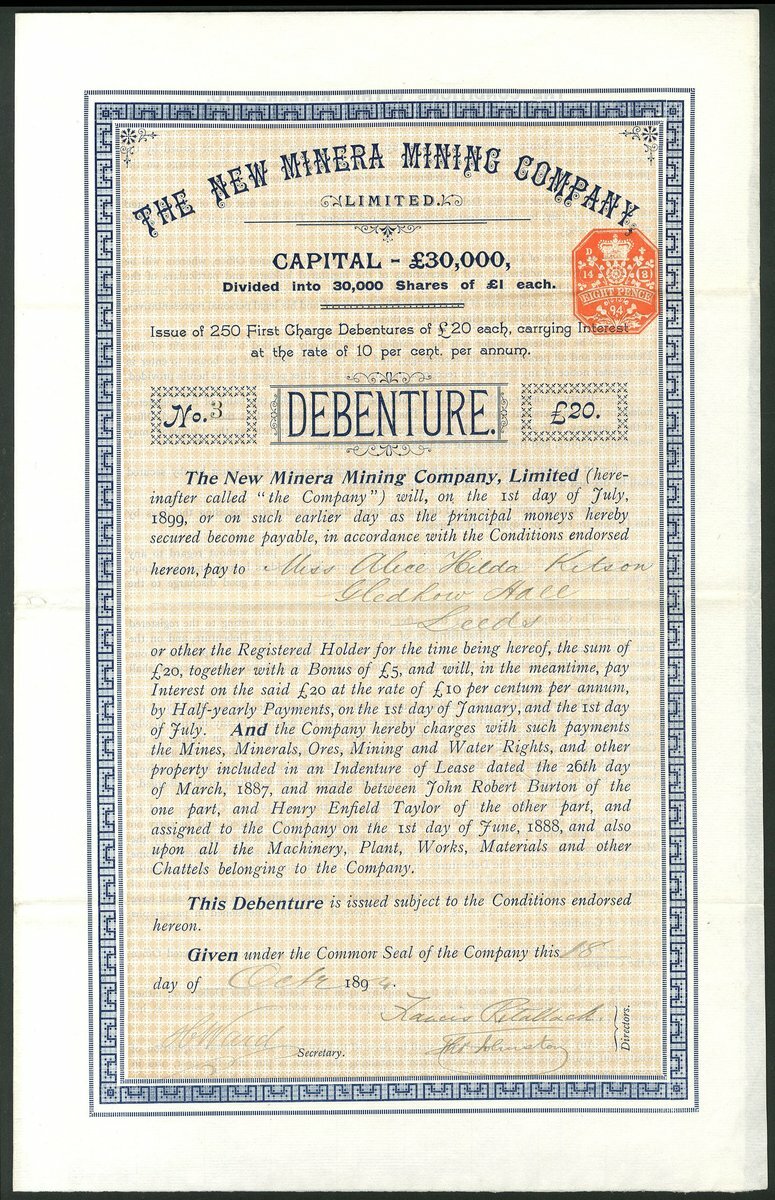 THE NEW MINERA MINING COMPANY,
LIMITED.
D
14 8
EIGHT PENCE
94
CAPITAL - £30,000,
Divided into 30,000 Shares of £1 each.
Issue of 250 First Charge Debentures of £20 each, carrying Interest
at the rate of 10 per cent. per annum.
No. 3 DEBENTURE. £20.
The New Minera Mining Company, Limited (here-
inafter called "the Company") will, on the 1st day of July,
1899, or on such earlier day as the principal moneys hereby
secured become payable, in accordance with the Conditions endorsed
hereon, pay to Miss Alice Hilda Kitson
Gledhow Hall
Leeds
or other the Registered Holder for the time being hereof, the sum of
£20, together with a Bonus of £5, and will, in the meantime, pay
Interest on the said £20 at the rate of £10 per centum per annum,
by Half-yearly Payments, on the 1st day of January, and the 1st day
of July. And the Company hereby charges with such payments
the Mines, Minerals, Ores, Mining and Water Rights, and other
property included in an Indenture of Lease dated the 26th day
of March, 1887, and made between John Robert Burton of the
one part, and Henry Enfield Taylor of the other part, and
assigned to the Company on the 1st day of June, 1888, and also
upon all the Machinery, Plant, Works, Materials and other
Chattels belonging to the Company.
This Debenture is issued subject to the Conditions endorsed
hereon.
Given under the Common Seal of the Company this 18
day of Oct 1894.
Francis
Johnston
Directors.
Secretary.